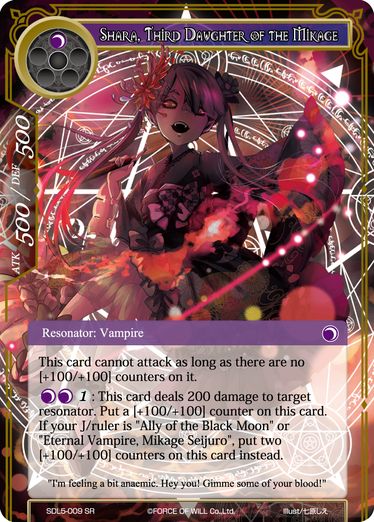 Shara, Third Daughter of the Mikage
DEF 500
ATK 500
Resonator: Vampire
This card cannot attack as long as there are no
[+100/+100] counters on it.
1 : This card deals 200 damage to target
resonator. Put a [+100/+100] counter on this card.
If your J/ruler is "Ally of the Black Moon" or
"Eternal Vampire, Mikage Seijuro", put two
[+100/+100] counters on this card instead.
"I'm feeling a bit anaemic. Hey you! Gimme some of your blood!"
SDL5-009 SR
©FORCE OF WILL Co.,Ltd.
Illust/七原しえ